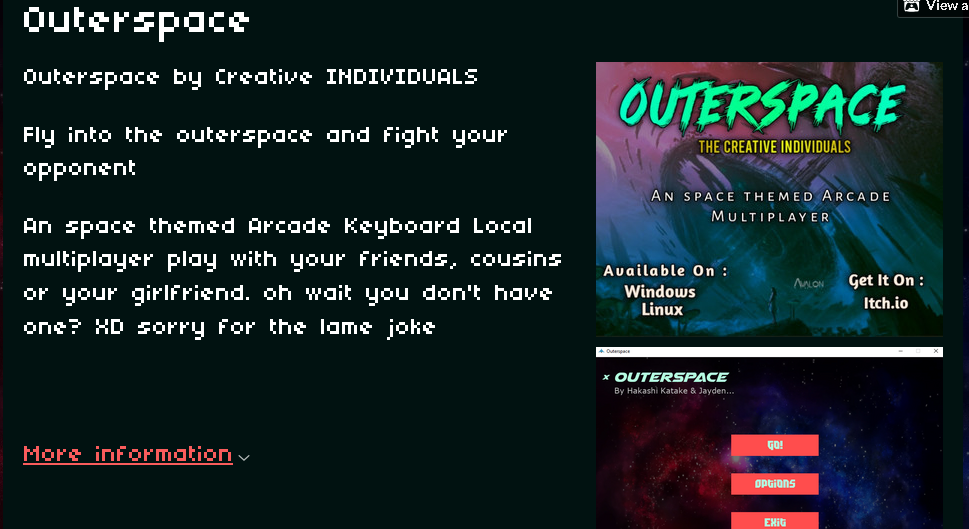 Outerspace
View a
Outerspace by Creative INDIVIDUALS
Fly into the outerspace and fight your
opponent
An space themed Arcade Keyboard Local
multiplayer play with your friends, cousins
or your girlfriend. oh wait you don't have
one? XD sorry for the lame joke
More information
OUTERSPACE
THE CREATIVE INDIVIDUALS
An space themed Arcade
Multiplayer
Available On :
Windows
Linux
Avalon
Get It On :
Itch.io
Outerspace
x OUTERSPACE
By Hakashi Katake & Jayden...
GO!
Options
Exit